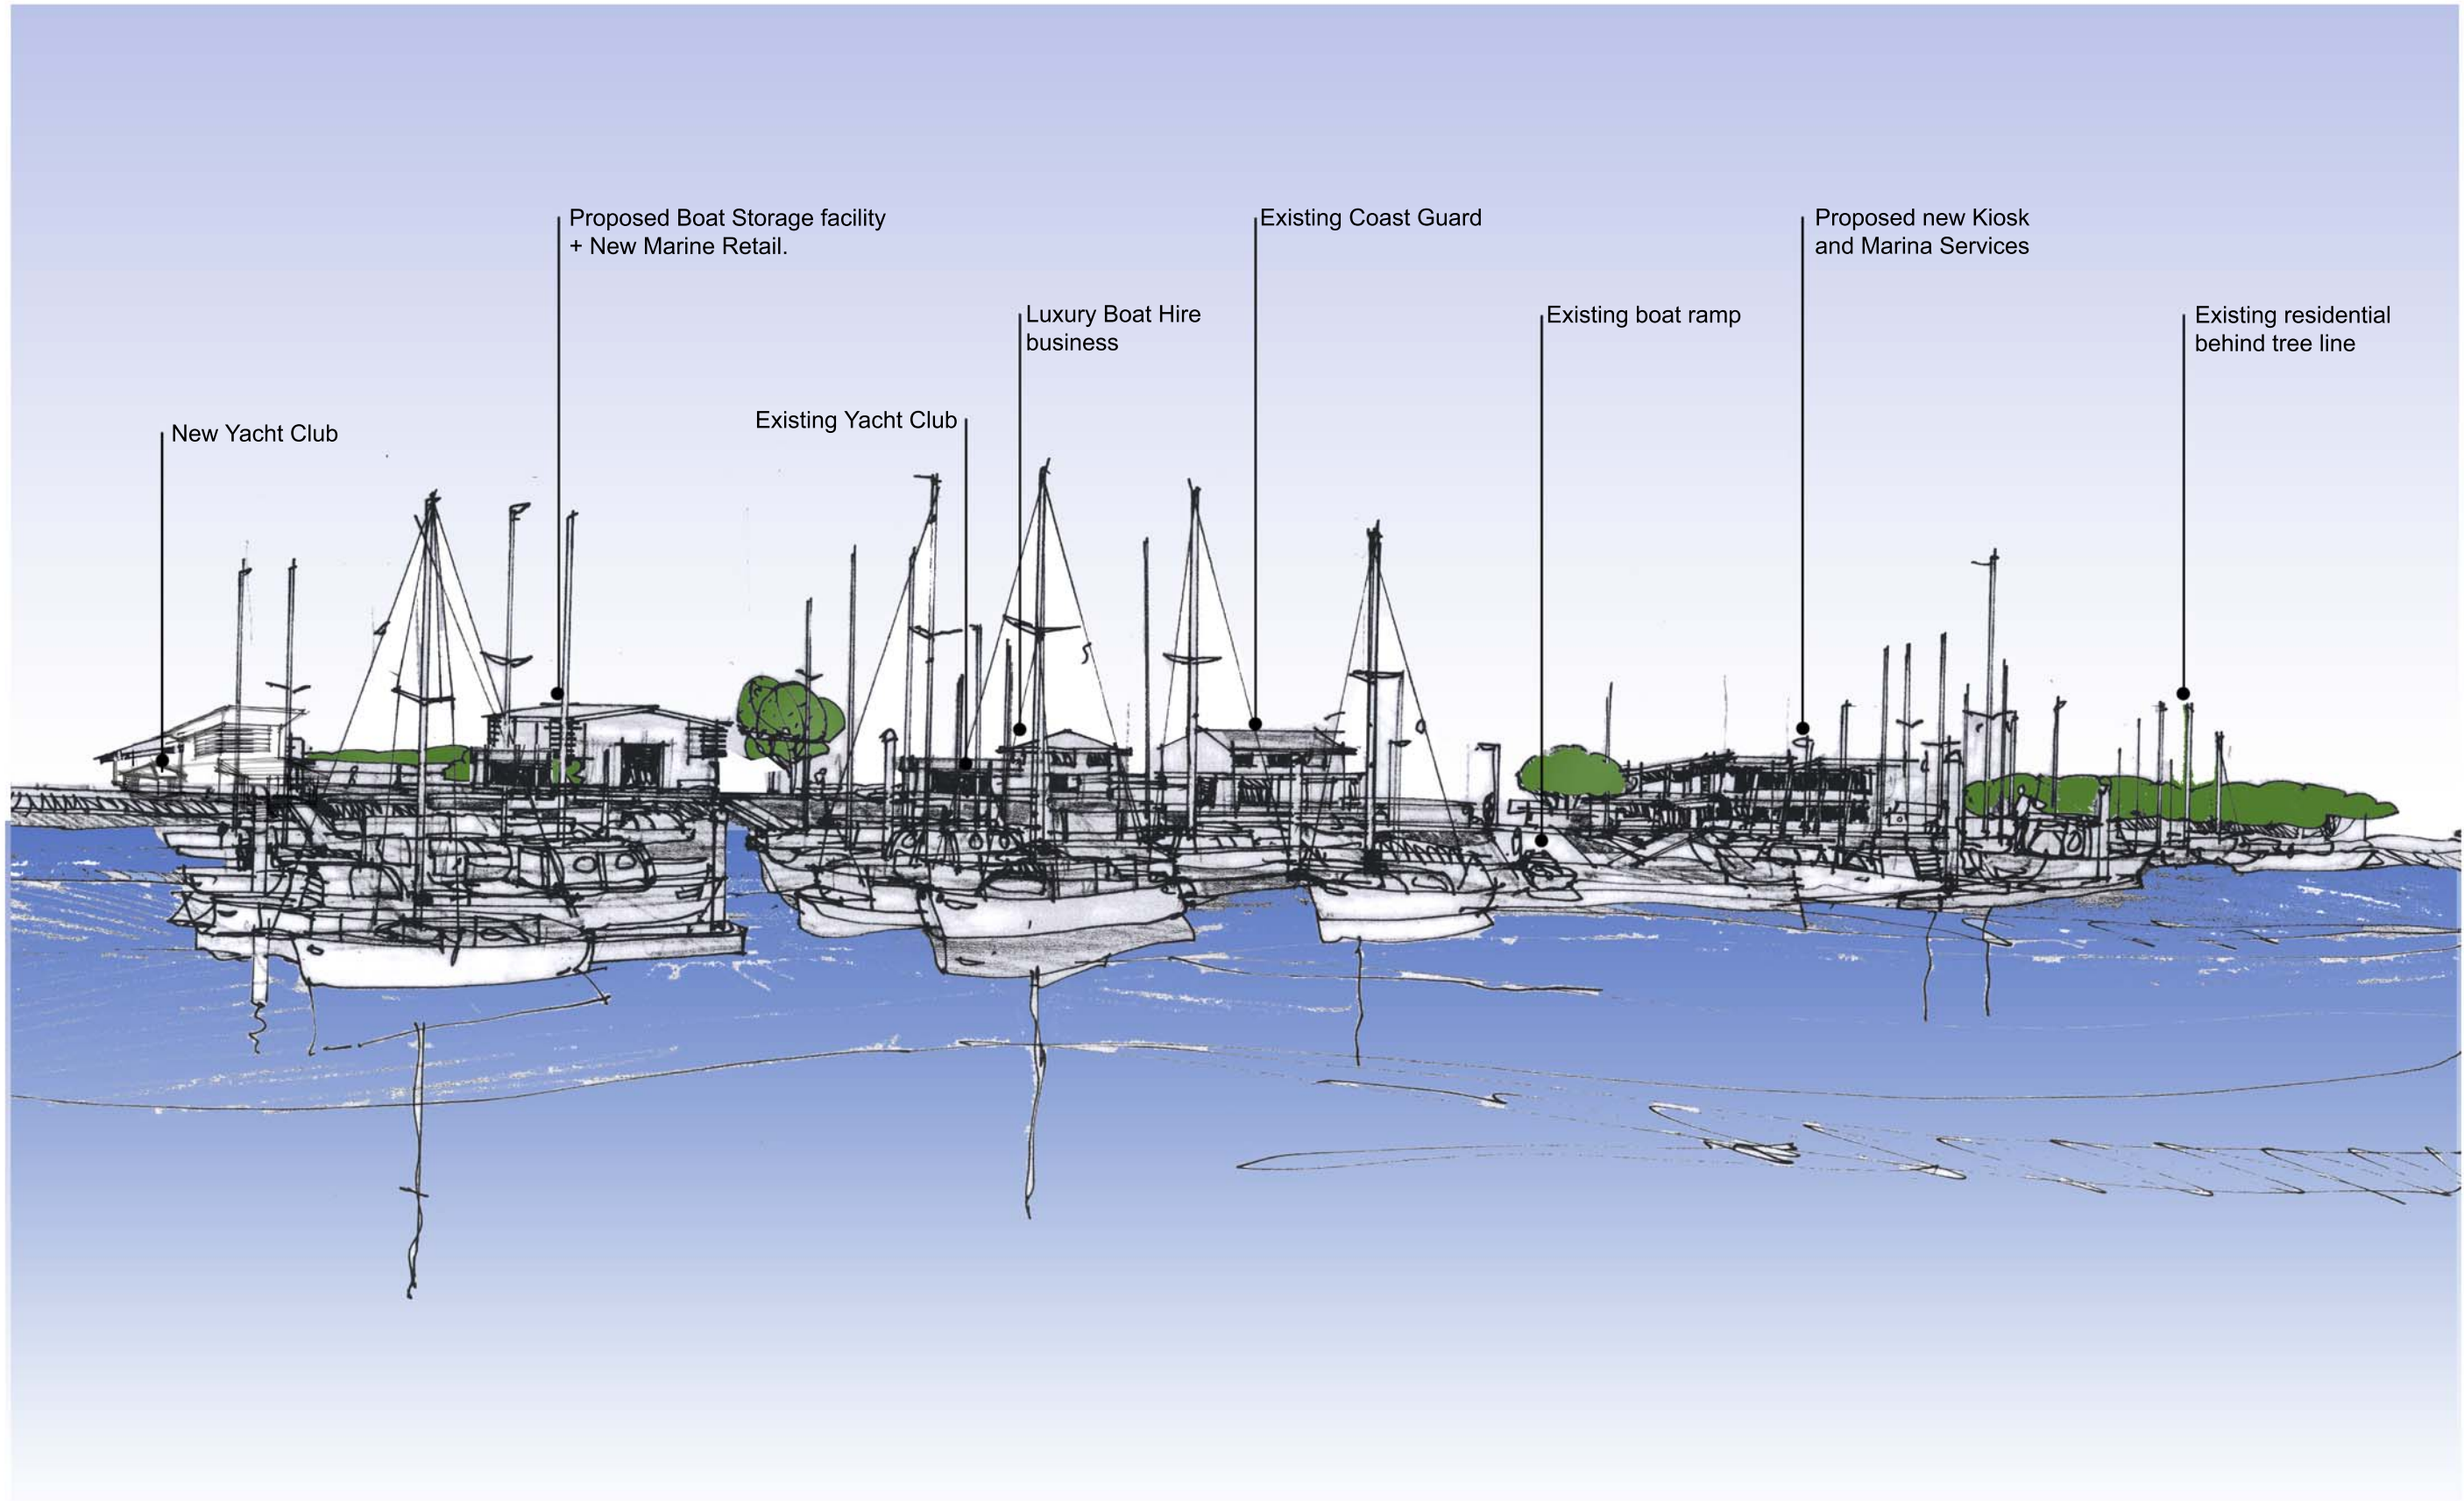 Proposed Boat Storage facility
+ New Marine Retail.
Existing Coast Guard
Proposed new Kiosk
and Marina Services
Luxury Boat Hire
business
Existing boat ramp
Existing residential
behind tree line
New Yacht Club
Existing Yacht Club